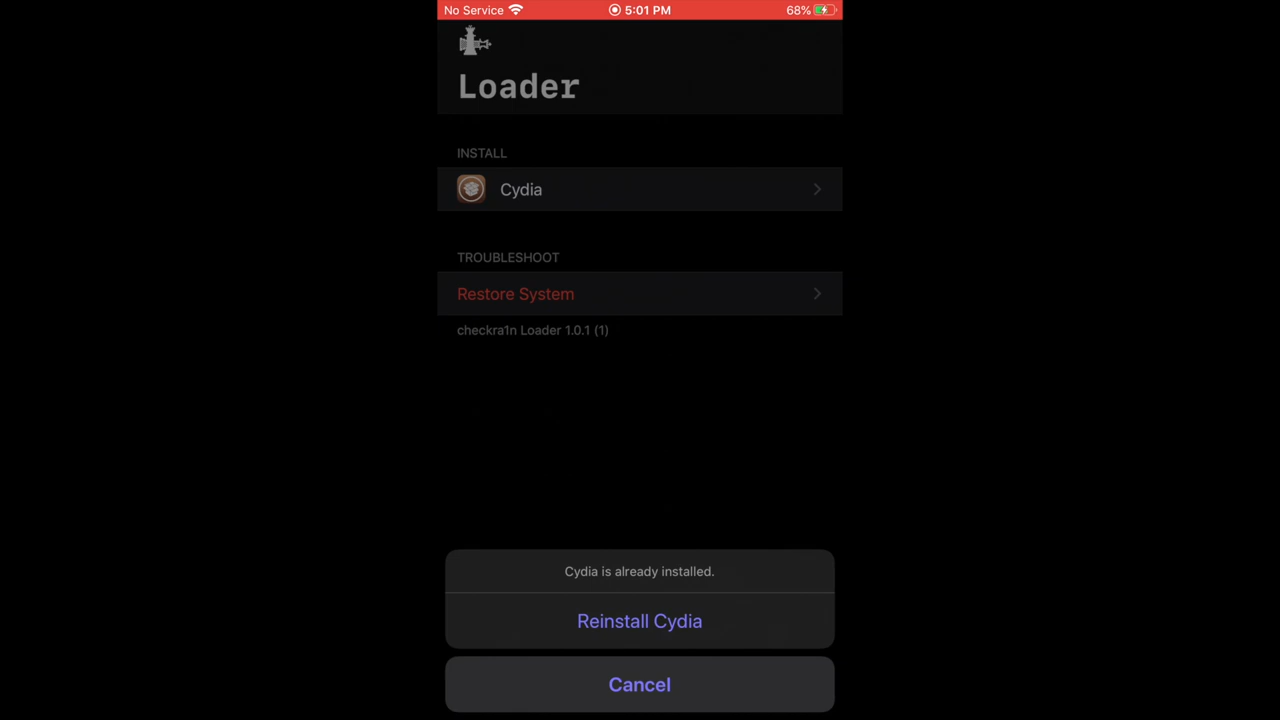 No Service 5:01 PM 68%
Loader
INSTALL
Cydia
TROUBLESHOOT
Restore System
checkra1n Loader 1.0.1 (1)
Cydia is already installed.
Reinstall Cydia
Cancel